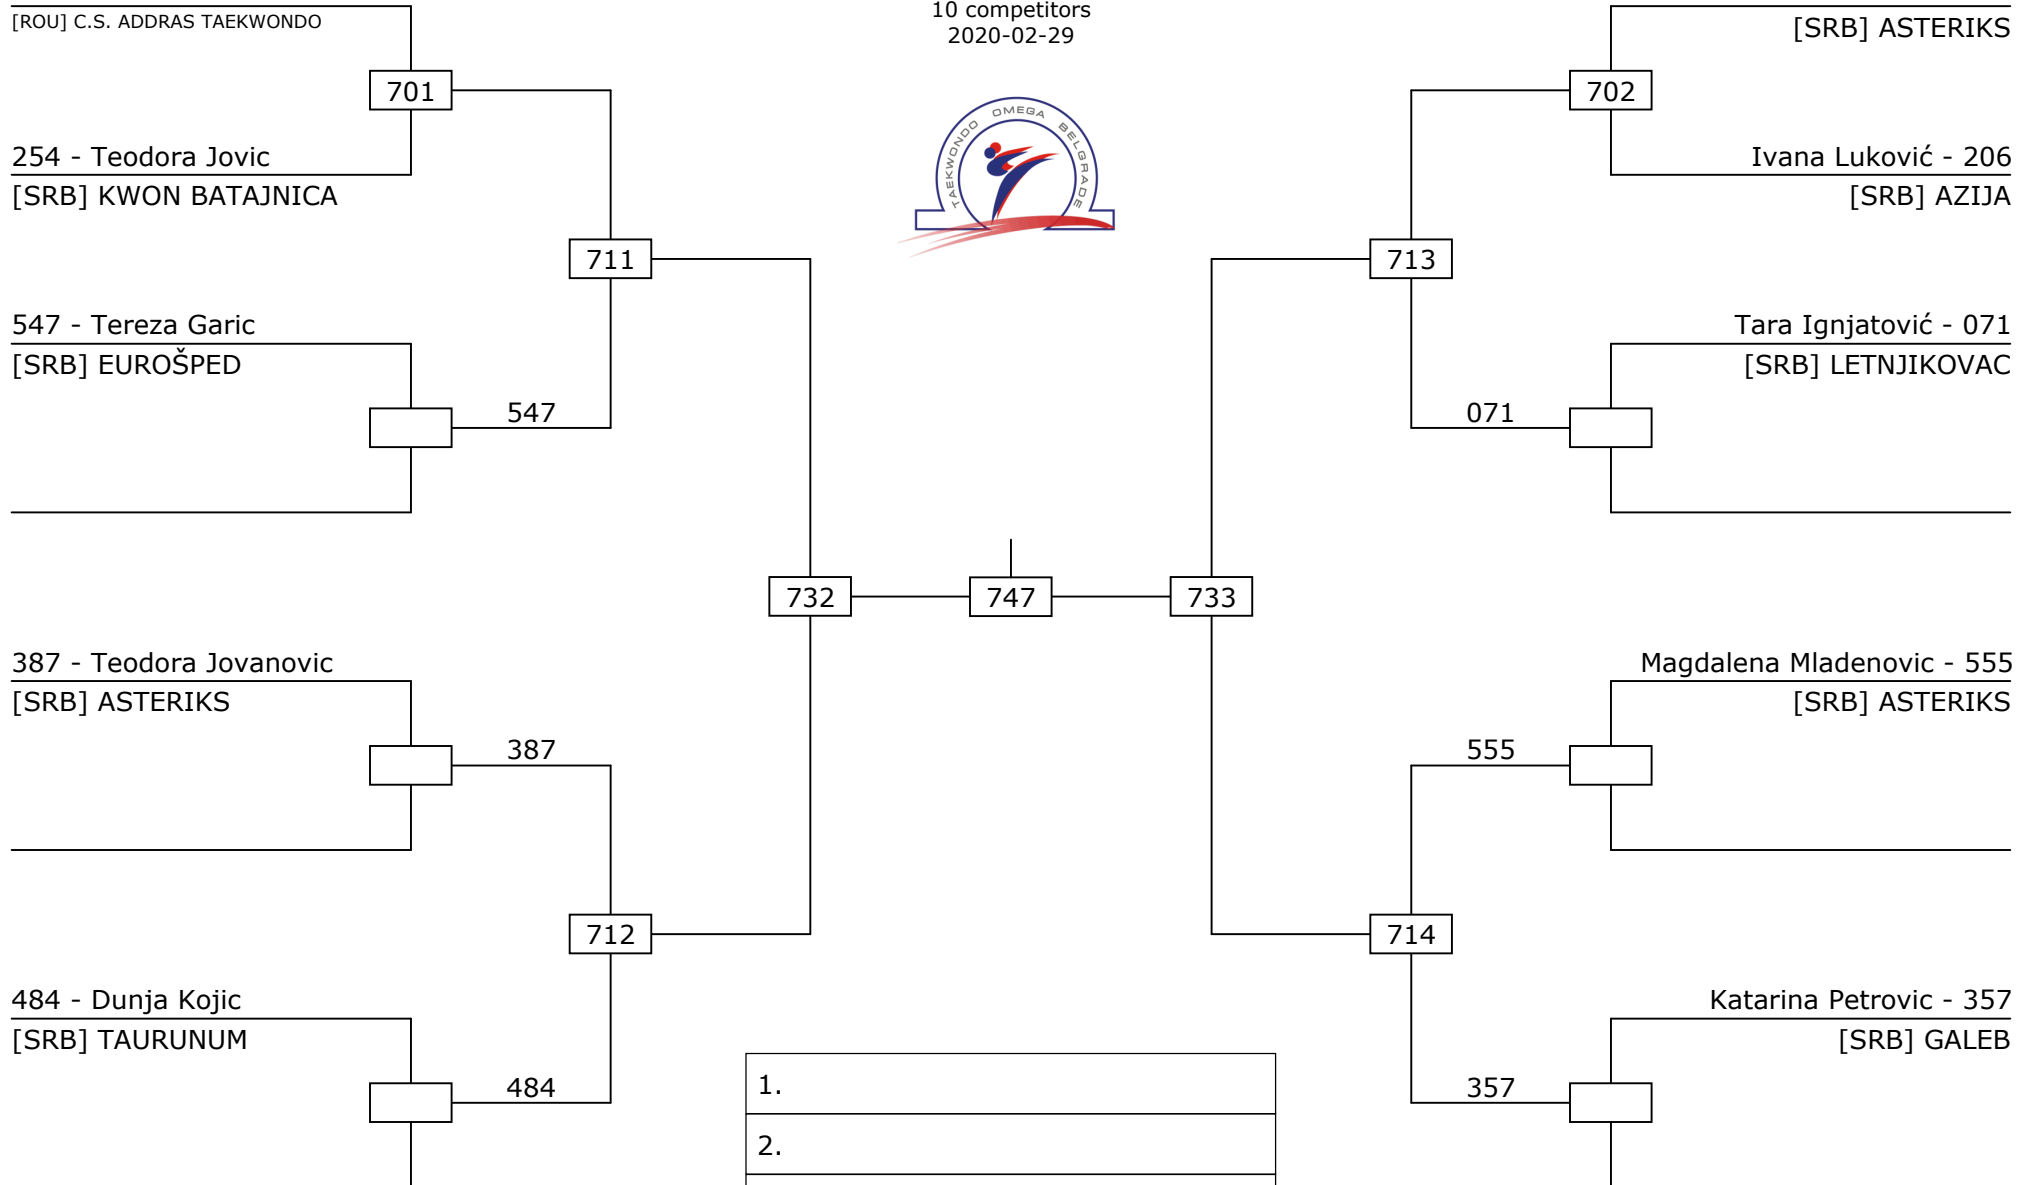 [ROU] C.S. ADDRAS TAEKWONDO
701
254 - Teodora Jovic
[SRB] KWON BATAJNICA
711
547 - Tereza Garic
[SRB] EUROŠPED
547
387 - Teodora Jovanovic
[SRB] ASTERIKS
387
712
484 - Dunja Kojic
[SRB] TAURUNUM
484
10 competitors
2020-02-29
TAEKWONDO OMEGA BELGRADE
732
747
733
1.
2.
[SRB] ASTERIKS
702
Ivana Luković - 206
[SRB] AZIJA
713
Tara Ignjatović - 071
[SRB] LETNJIKOVAC
071
Magdalena Mladenovic - 555
[SRB] ASTERIKS
555
714
Katarina Petrovic - 357
[SRB] GALEB
357